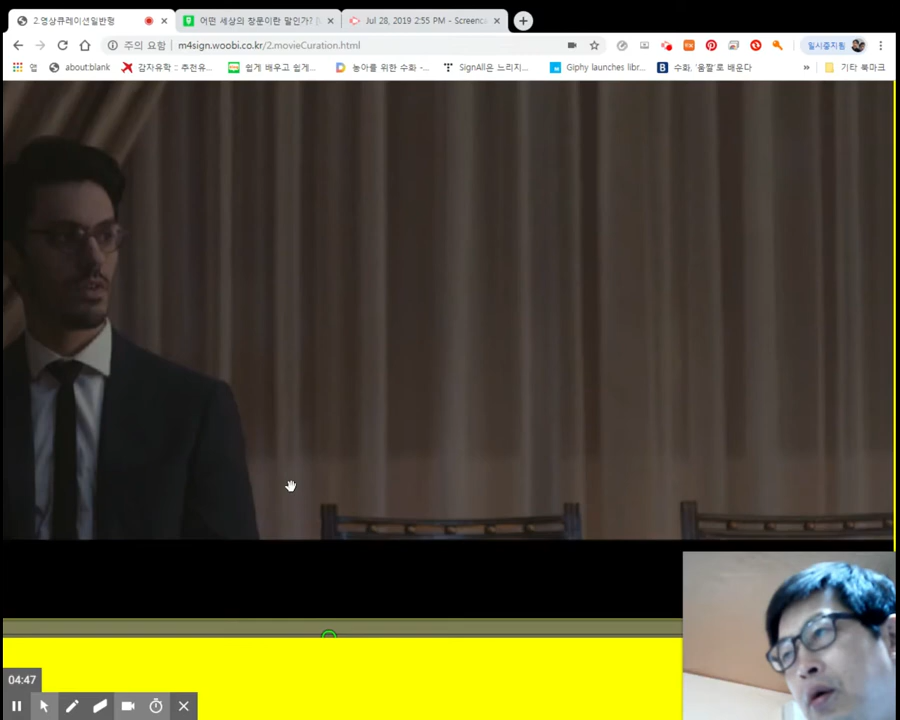 2.영상큐레이션일반형
어떤 세상의 장문이란 말인가? [
Jul 28, 2019 2:55 PM - Screenca
주의 요함 m4sign.woobi.co.kr/2.movieCuration.html 일시중지됨
앱 about:blank 감자유학 :: 추천유... 쉽게 배우고 쉽게... 농아를 위한 수화 -... SignAll은 느리지... Giphy launches libr... 수화, '움짤'로 배운다 » 기타 북마크
04:47